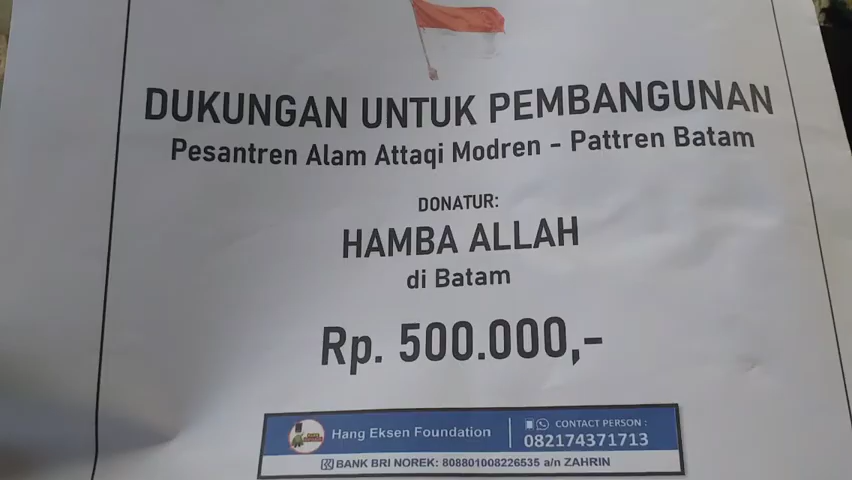 DUKUNGAN UNTUK PEMBANGUNAN
Pesantren Alam Attaqi Modren - Pattren Batam
DONATUR:
HAMBA ALLAH
di Batam
Rp. 500.000,-
Hang Eksen Foundation
CONTACT PERSON :
082174371713
BANK BRI NOREK: 808801008226535 a/n ZAHRIN